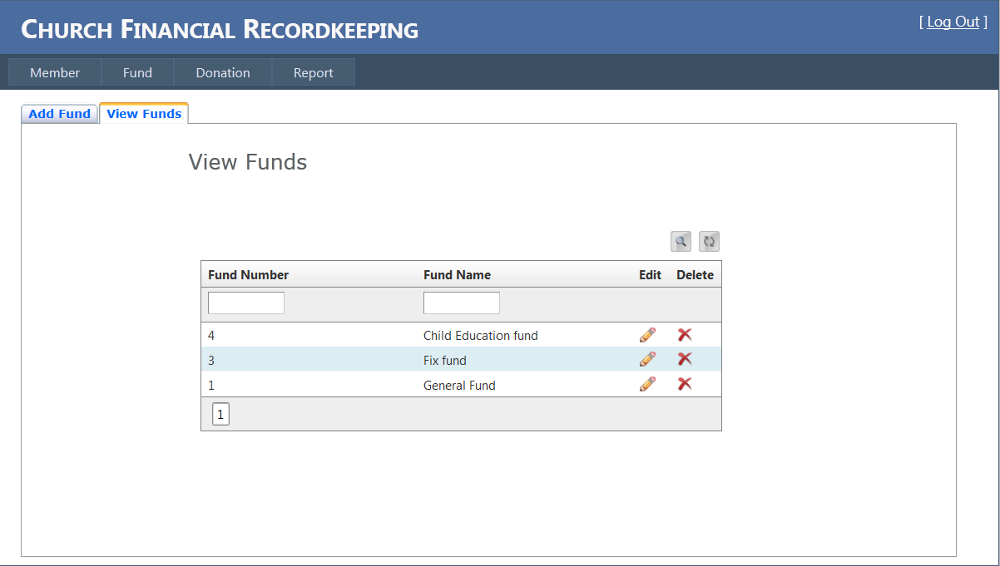 CHURCH FINANCIAL RECORDKEEPING
[ Log Out ]
Member Fund Donation Report
Add Fund View Funds
View Funds
Fund Number Fund Name Edit Delete
4 Child Education fund
3 Fix fund
1 General Fund
1